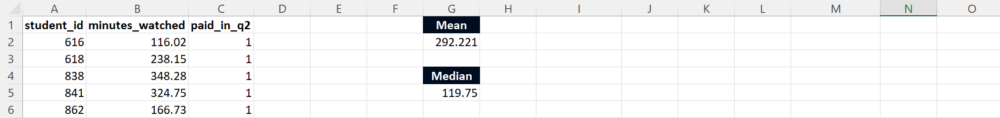 A B C D E F G H I J K L M N O
1 student_id minutes_watched paid_in_q2 Mean
2 616 116.02 1 292.221
3 618 238.15 1
4 838 348.28 1 Median
5 841 324.75 1 119.75
6 862 166.73 1